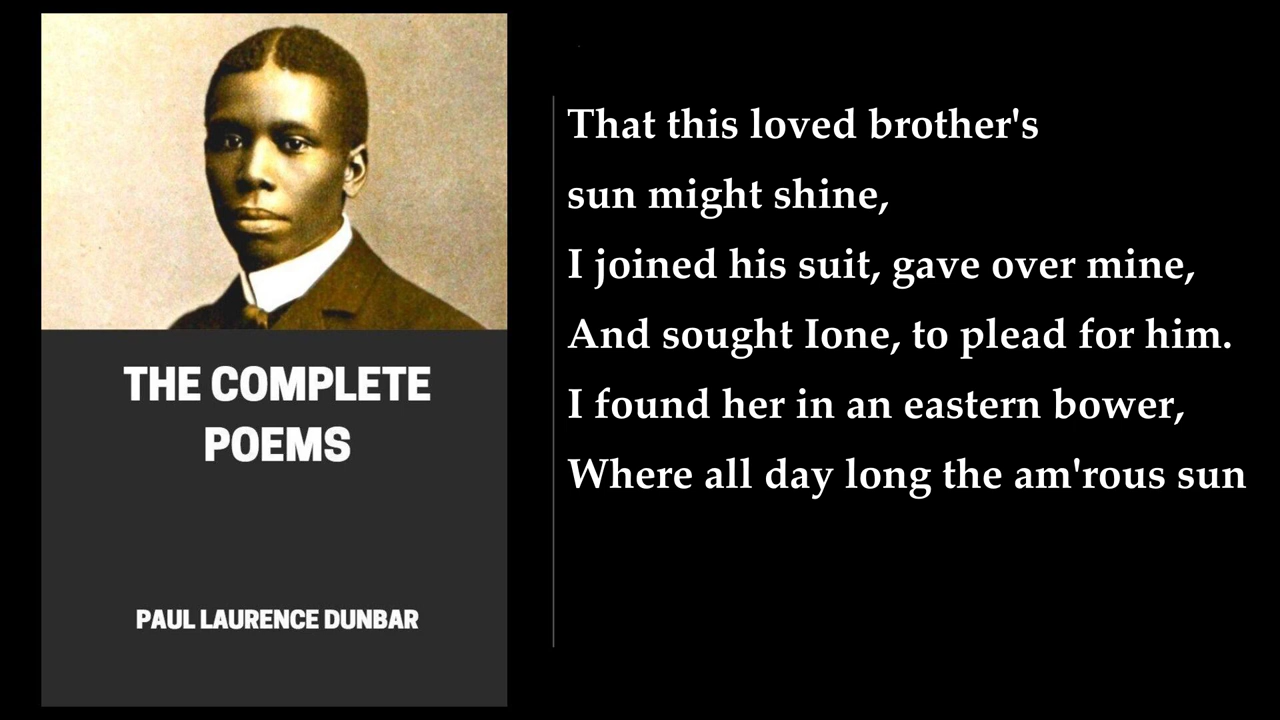 THE COMPLETE
POEMS
PAUL LAURENCE DUNBAR
That this loved brother's
sun might shine,
I joined his suit, gave over mine,
And sought Ione, to plead for him.
I found her in an eastern bower,
Where all day long the am'rous sun